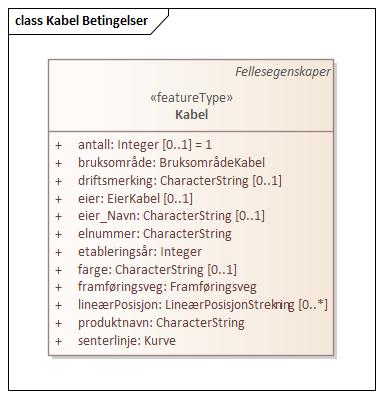 class Kabel Betingelser
Fellesegenskaper
«featureType»
Kabel
+ antall: Integer [0..1] = 1
+ bruksområde: BruksområdeKabel
+ driftsmerking: CharacterString [0..1]
+ eier: EierKabel [0..1]
+ eier_Navn: CharacterString [0..1]
+ elnummer: CharacterString
+ etableringsår: Integer
+ farge: CharacterString [0..1]
+ framføringsveg: Framføringsveg
+ lineærPosisjon: LineærPosisjonStrekning [0..*]
+ produktnavn: CharacterString
+ senterlinje: Kurve